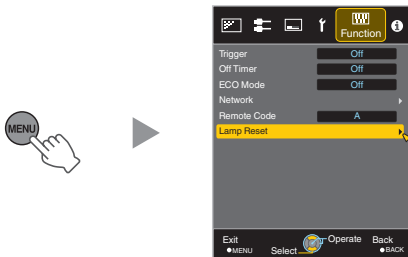 MENU
Function
Trigger Off
Off Timer Off
ECO Mode Off
Network
Remote Code A
Lamp Reset
Exit Operate Back
MENU Select BACK